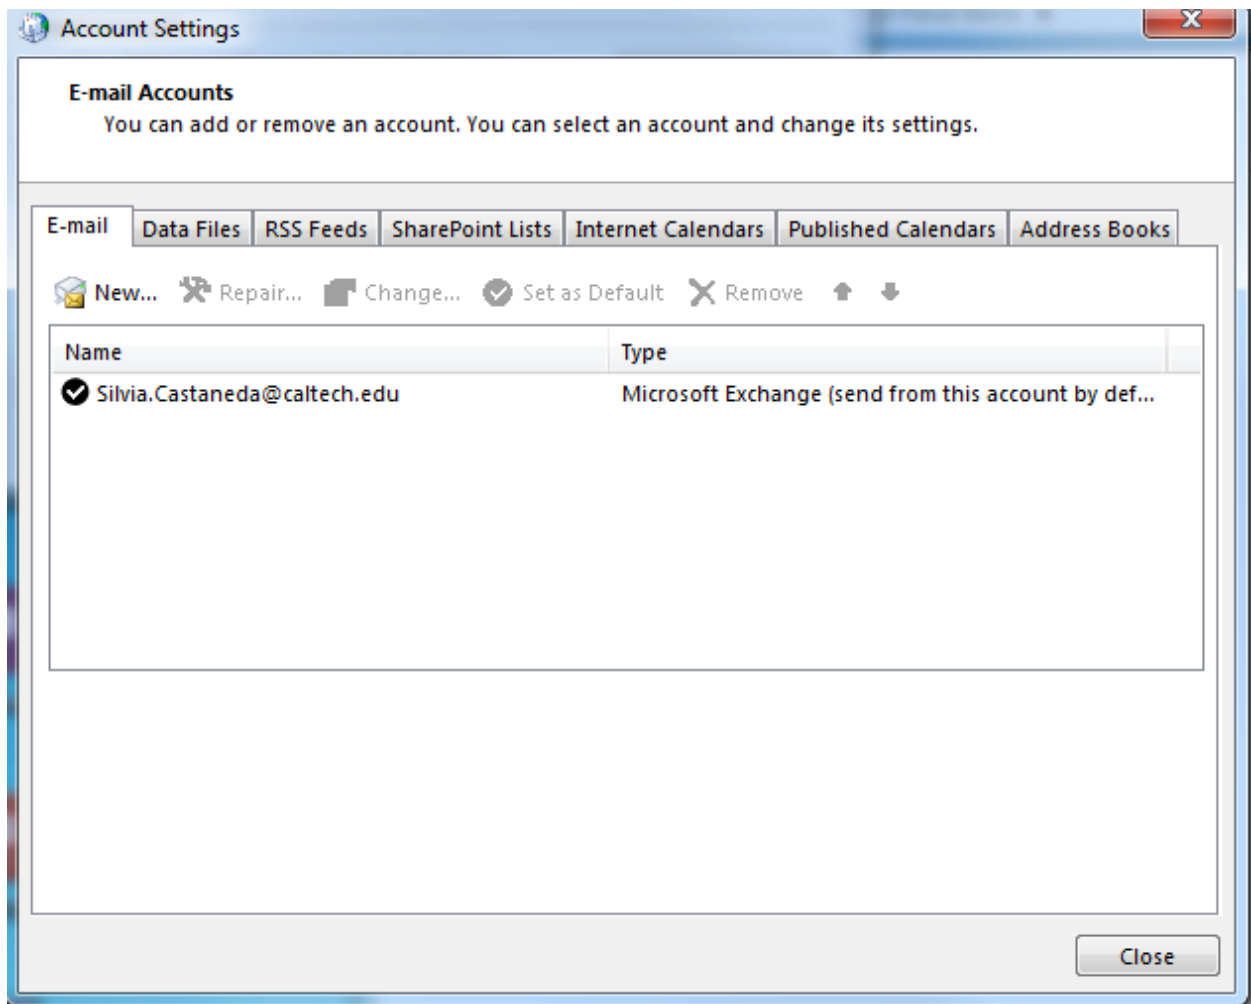 Account Settings
E-mail Accounts
You can add or remove an account. You can select an account and change its settings.
E-mail Data Files RSS Feeds SharePoint Lists Internet Calendars Published Calendars Address Books
New... Repair... Change... Set as Default Remove
Name Type
Silvia.Castaneda@caltech.edu Microsoft Exchange (send from this account by def...
Close